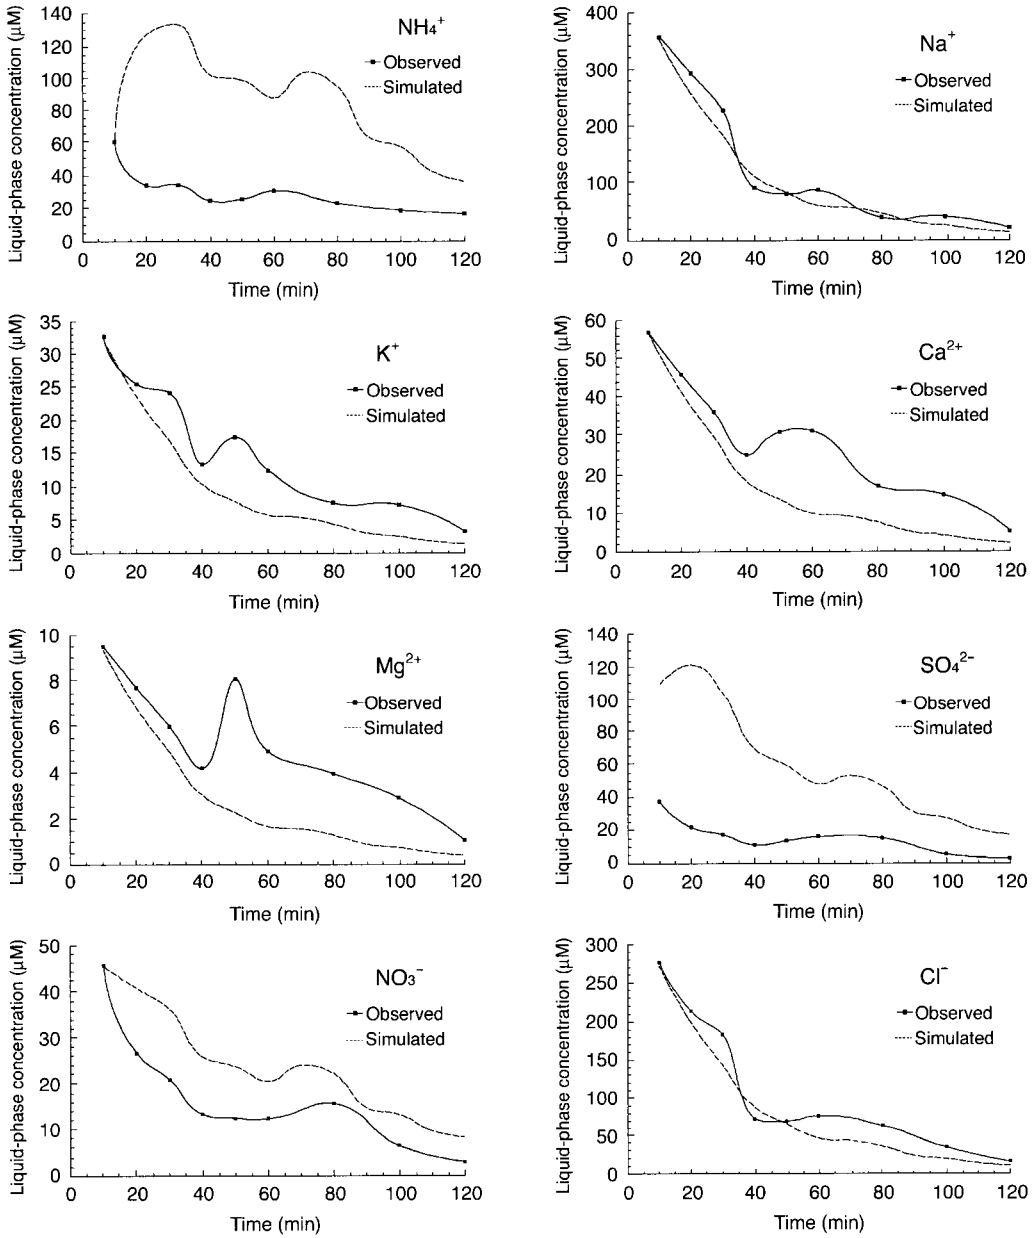 Liquid-phase concentration (μM)
140
120
100
80
60
40
20
0
NH₄⁺
Observed
Simulated
0 20 40 60 80 100 120
Time (min)
Liquid-phase concentration (μM)
400
300
200
100
0
Na⁺
Observed
Simulated
0 20 40 60 80 100 120
Time (min)
Liquid-phase concentration (μM)
35
30
25
20
15
10
5
0
K⁺
Observed
Simulated
0 20 40 60 80 100 120
Time (min)
Liquid-phase concentration (μM)
60
50
40
30
20
10
0
Ca²⁺
Observed
Simulated
0 20 40 60 80 100 120
Time (min)
Liquid-phase concentration (μM)
10
8
6
4
2
0
Mg²⁺
Observed
Simulated
0 20 40 60 80 100 120
Time (min)
Liquid-phase concentration (μM)
140
120
100
80
60
40
20
0
SO₄²⁻
Observed
Simulated
0 20 40 60 80 100 120
Time (min)
Liquid-phase concentration (μM)
50
40
30
20
10
0
NO₃⁻
Observed
Simulated
0 20 40 60 80 100 120
Time (min)
Liquid-phase concentration (μM)
300
250
200
150
100
50
0
Cl⁻
Observed
Simulated
0 20 40 60 80 100 120
Time (min)